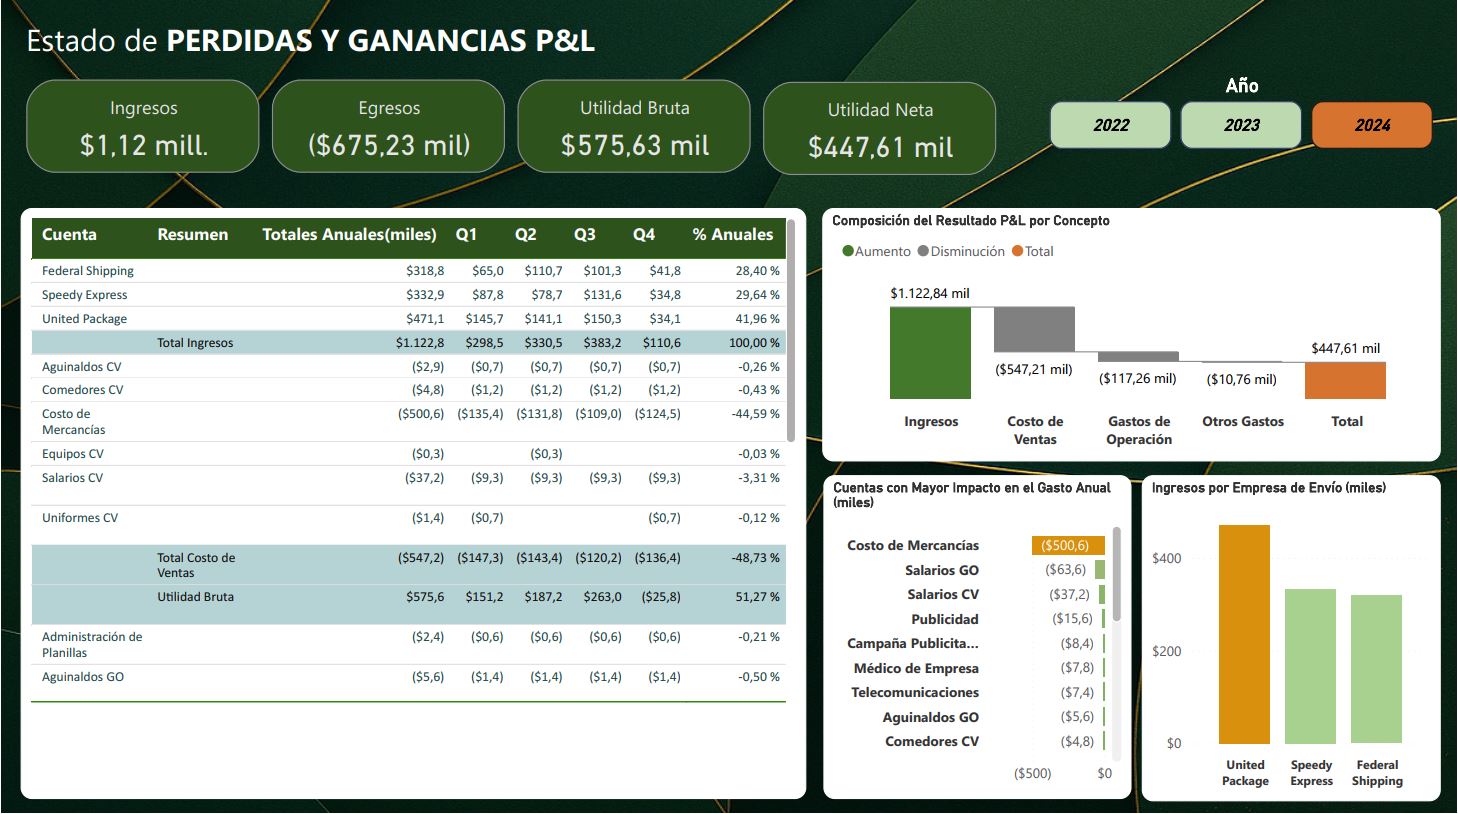 Estado de PERDIDAS Y GANANCIAS P&L
Ingresos
$1,12 mill.
Egresos
($675,23 mil)
Utilidad Bruta
$575,63 mil
Utilidad Neta
$447,61 mil
Año
2022 2023 2024
Cuenta Resumen Totales Anuales(miles) Q1 Q2 Q3 Q4 % Anuales
Federal Shipping $318,8 $65,0 $110,7 $101,3 $41,8 28,40 %
Speedy Express $332,9 $87,8 $78,7 $131,6 $34,8 29,64 %
United Package $471,1 $145,7 $141,1 $150,3 $34,1 41,96 %
Total Ingresos $1.122,8 $298,5 $330,5 $383,2 $110,6 100,00 %
Aguinaldos CV ($2,9) ($0,7) ($0,7) ($0,7) ($0,7) -0,26 %
Comedores CV ($4,8) ($1,2) ($1,2) ($1,2) ($1,2) -0,43 %
Costo de ($500,6) ($135,4) ($131,8) ($109,0) ($124,5) -44,59 %
Mercancías
Equipos CV ($0,3) ($0,3) -0,03 %
Salarios CV ($37,2) ($9,3) ($9,3) ($9,3) ($9,3) -3,31 %
Uniformes CV ($1,4) ($0,7) ($0,7) -0,12 %
Total Costo de ($547,2) ($147,3) ($143,4) ($120,2) ($136,4) -48,73 %
Ventas
Utilidad Bruta $575,6 $151,2 $187,2 $263,0 ($25,8) 51,27 %
Administración de ($2,4) ($0,6) ($0,6) ($0,6) ($0,6) -0,21 %
Planillas
Aguinaldos GO ($5,6) ($1,4) ($1,4) ($1,4) ($1,4) -0,50 %
Composición del Resultado P&L por Concepto
Aumento Disminución Total
$1.122,84 mil
($547,21 mil)
($117,26 mil)
($10,76 mil)
$447,61 mil
Ingresos
Costo de
Ventas
Gastos de
Operación
Otros Gastos
Total
Cuentas con Mayor Impacto en el Gasto Anual
(miles)
Costo de Mercancías ($500,6)
Salarios GO ($63,6)
Salarios CV ($37,2)
Publicidad ($15,6)
Campaña Publicita... ($8,4)
Médico de Empresa ($7,8)
Telecomunicaciones ($7,4)
Aguinaldos GO ($5,6)
Comedores CV ($4,8)
($500) $0
Ingresos por Empresa de Envío (miles)
$400
$200
$0
United
Package
Speedy
Express
Federal
Shipping